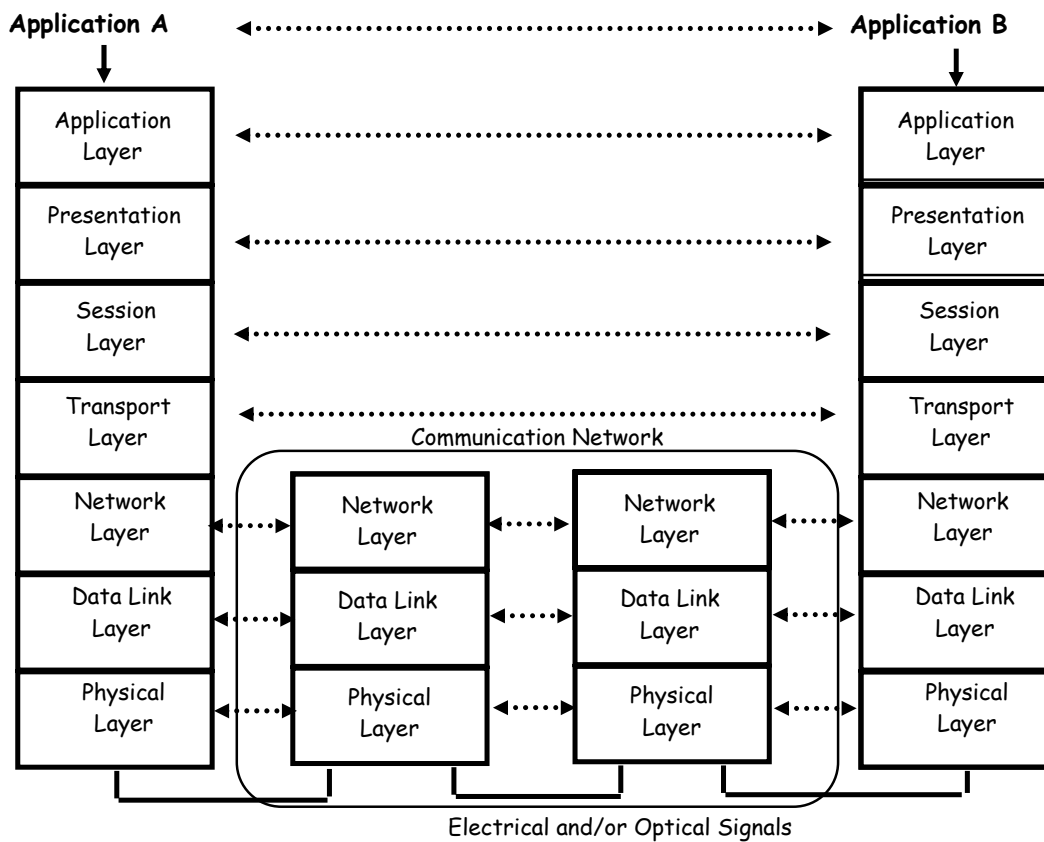 Application A
Application B
Application
Layer
Application
Layer
Presentation
Layer
Presentation
Layer
Session
Layer
Session
Layer
Transport
Layer
Transport
Layer
Communication Network
Network
Layer
Network
Layer
Network
Layer
Network
Layer
Data Link
Layer
Data Link
Layer
Data Link
Layer
Data Link
Layer
Physical
Layer
Physical
Layer
Physical
Layer
Physical
Layer
Electrical and/or Optical Signals